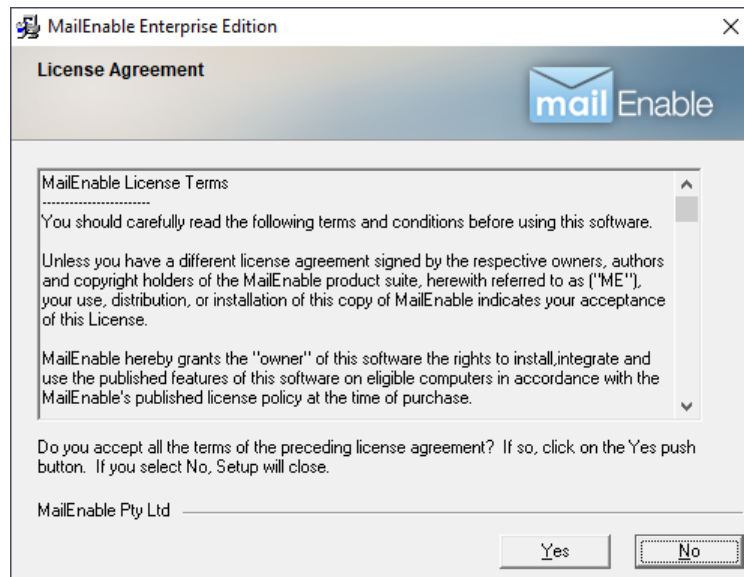 MailEnable Enterprise Edition
License Agreement
mail Enable
MailEnable License Terms
------------------------
You should carefully read the following terms and conditions before using this software.
Unless you have a different license agreement signed by the respective owners, authors
and copyright holders of the MailEnable product suite, herewith referred to as ("ME"),
your use, distribution, or installation of this copy of MailEnable indicates your acceptance
of this License.
MailEnable hereby grants the "owner" of this software the rights to install,integrate and
use the published features of this software on eligible computers in accordance with the
MailEnable's published license policy at the time of purchase.
Do you accept all the terms of the preceding license agreement? If so, click on the Yes push
button. If you select No, Setup will close.
MailEnable Pty Ltd
Yes No